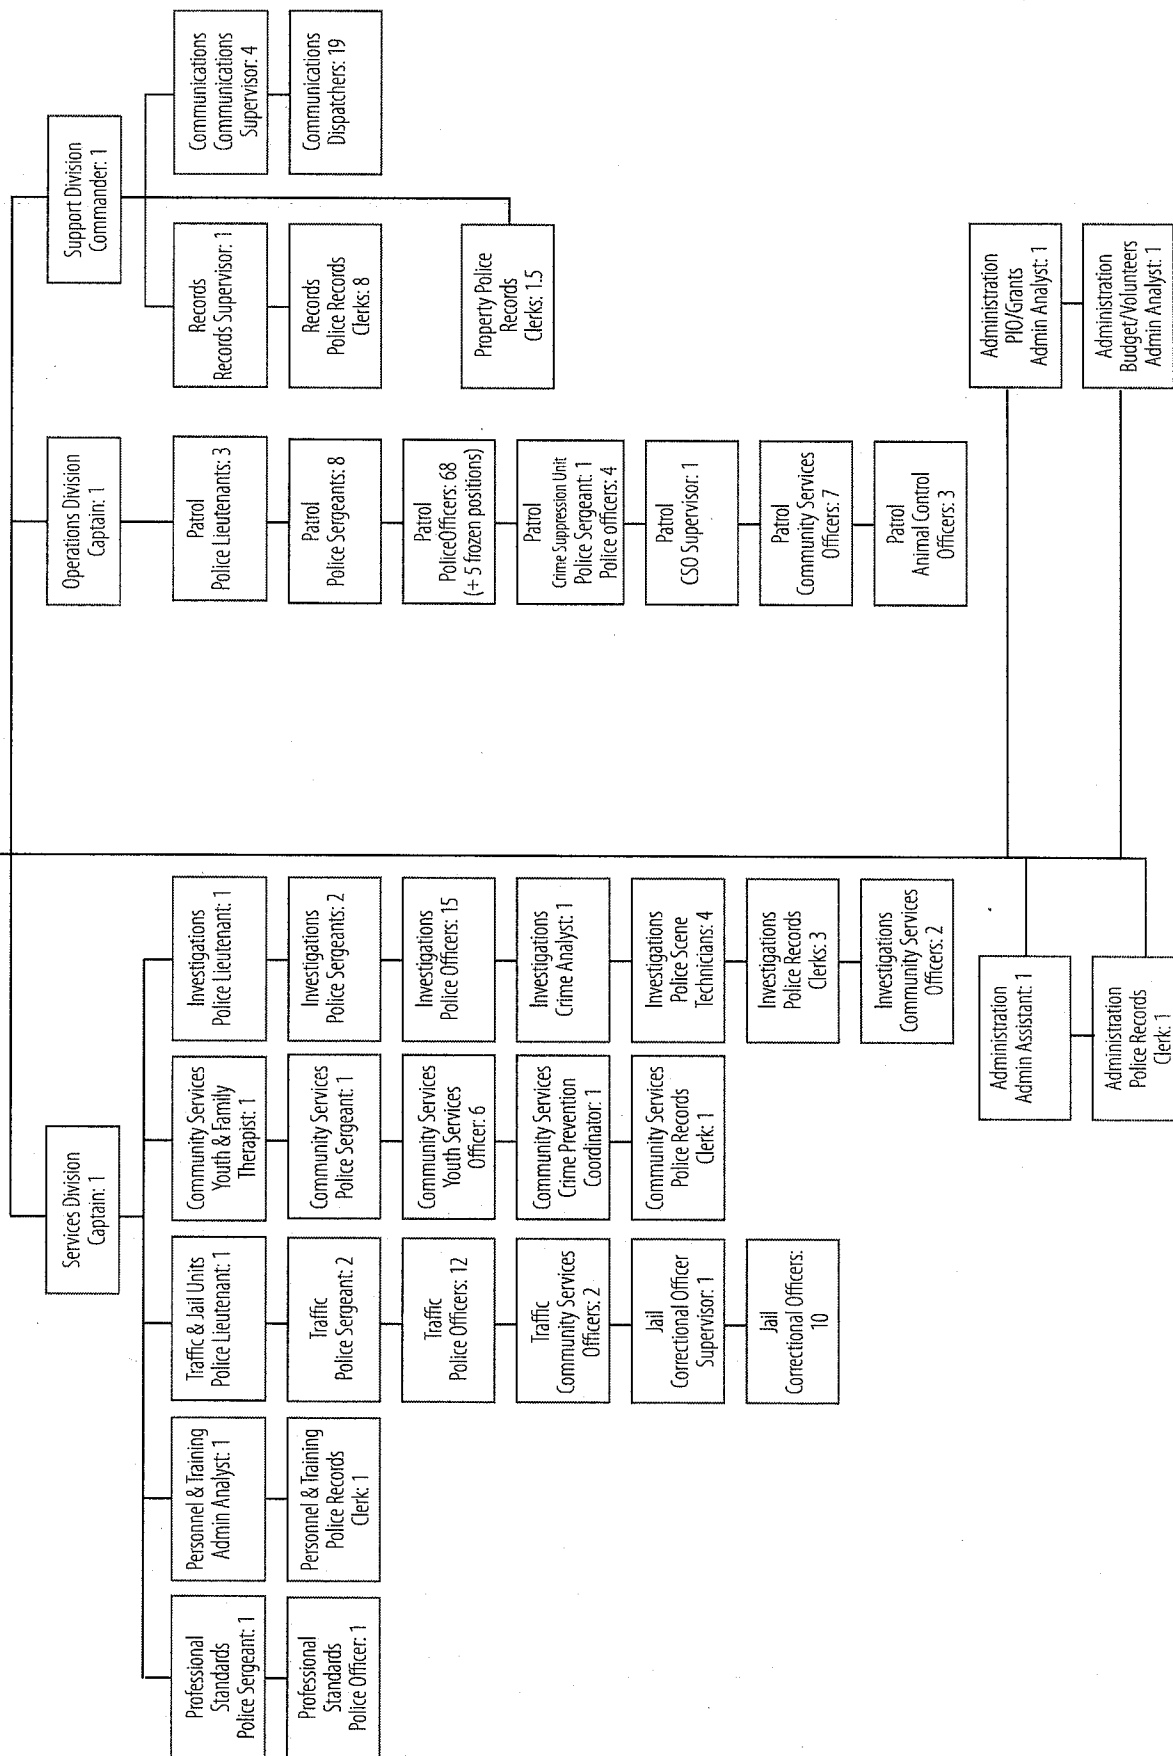 Services Division
Captain: 1
Operations Division
Captain: 1
Support Division
Commander: 1
Professional
Standards
Police Sergeant: 1
Professional
Standards
Police Officer: 1
Personnel & Training
Admin Analyst: 1
Personnel & Training
Police Records
Clerk: 1
Traffic & Jail Units
Police Lieutenant: 1
Traffic
Police Sergeant: 2
Traffic
Police Officers: 12
Traffic
Community Services
Officers: 2
Jail
Correctional Officer
Supervisor: 1
Jail
Correctional Officers:
10
Community Services
Youth & Family
Therapist: 1
Community Services
Police Sergeant: 1
Community Services
Youth Services
Officer: 6
Community Services
Crime Prevention
Coordinator: 1
Community Services
Police Records
Clerk: 1
Investigations
Police Lieutenant: 1
Investigations
Police Sergeants: 2
Investigations
Police Officers: 15
Investigations
Crime Analyst: 1
Investigations
Police Scene
Technicians: 4
Investigations
Police Records
Clerks: 3
Investigations
Community Services
Officers: 2
Patrol
Police Lieutenants: 3
Patrol
Police Sergeants: 8
Patrol
PoliceOfficers: 68
(+ 5 frozen positions)
Patrol
Crime Suppression Unit
Police Sergeant: 1
Police officers: 4
Patrol
CSO Supervisor: 1
Patrol
Community Services
Officers: 7
Patrol
Animal Control
Officers: 3
Records
Records Supervisor: 1
Records
Police Records
Clerks: 8
Property Police
Records
Clerks: 1.5
Communications
Communications
Supervisor: 4
Communications
Dispatchers: 19
Administration
Admin Assistant: 1
Administration
Police Records
Clerk: 1
Administration
PIO/Grants
Admin Analyst: 1
Administration
Budget/Volunteers
Admin Analyst: 1